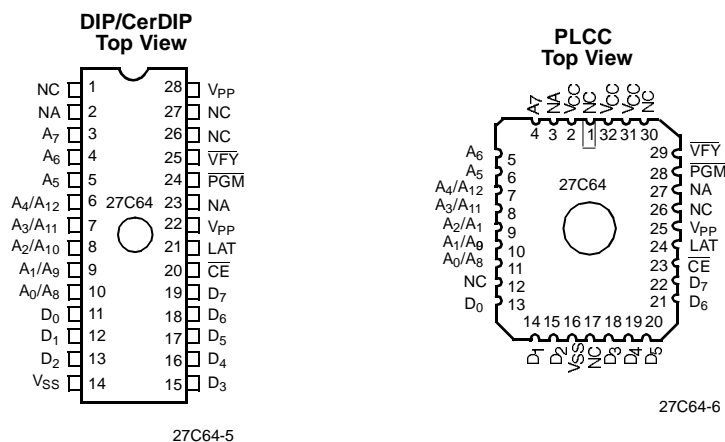 DIP/CerDIP
Top View
NC 1 28 VPP
NA 2 27 NC
A7 3 26 NC
A6 4 25 VFY
A5 5 24 PGM
A4/A12 6 27C64 23 NA
A3/A11 7 22 VPP
A2/A10 8 21 LAT
A1/A9 9 20 CE
A0/A8 10 19 D7
D0 11 18 D6
D1 12 17 D5
D2 13 16 D4
VSS 14 15 D3
27C64-5
PLCC
Top View
A7 NA VCC NC VCC VCC NC
4 3 2 1 32 31 30
A6 5 29 VFY
A5 6 28 PGM
A4/A12 7 27C64 27 NA
A3/A11 8 26 NC
A2/A1 9 25 VPP
A1/A9 10 24 LAT
A0/A8 11 23 CE
NC 12 22 D7
D0 13 21 D6
14 15 16 17 18 19 20
D1 D2 VSS NC D3 D4 D5
27C64-6